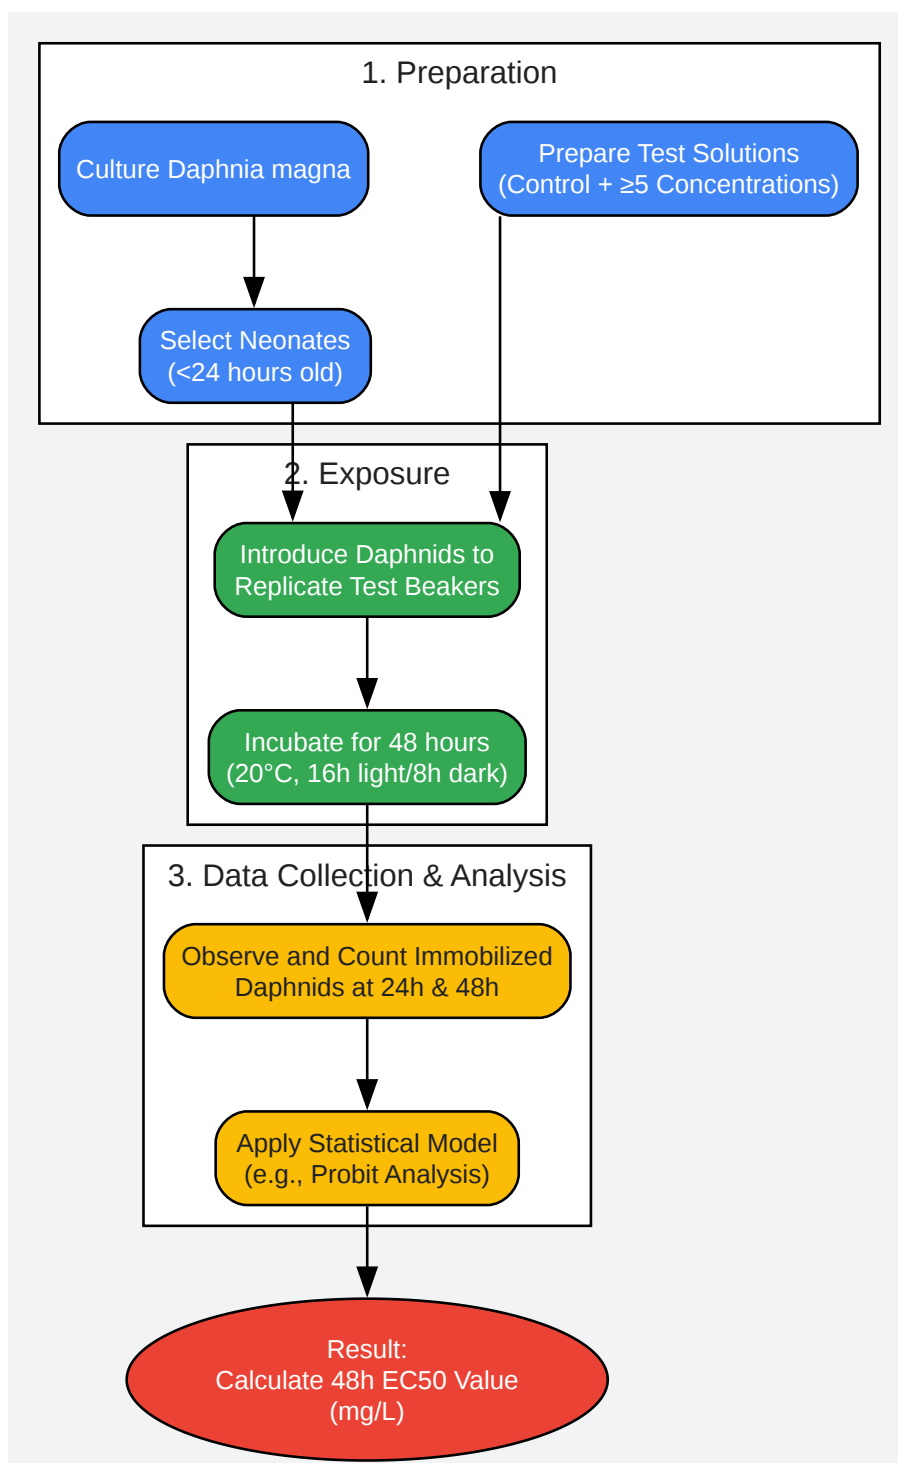 1. Preparation
Culture Daphnia magna
Prepare Test Solutions
(Control + ≥5 Concentrations)
Select Neonates
(<24 hours old)
2. Exposure
Introduce Daphnids to
Replicate Test Beakers
Incubate for 48 hours
(20°C, 16h light/8h dark)
3. Data Collection & Analysis
Observe and Count Immobilized
Daphnids at 24h & 48h
Apply Statistical Model
(e.g., Probit Analysis)
Result:
Calculate 48h EC50 Value
(mg/L)